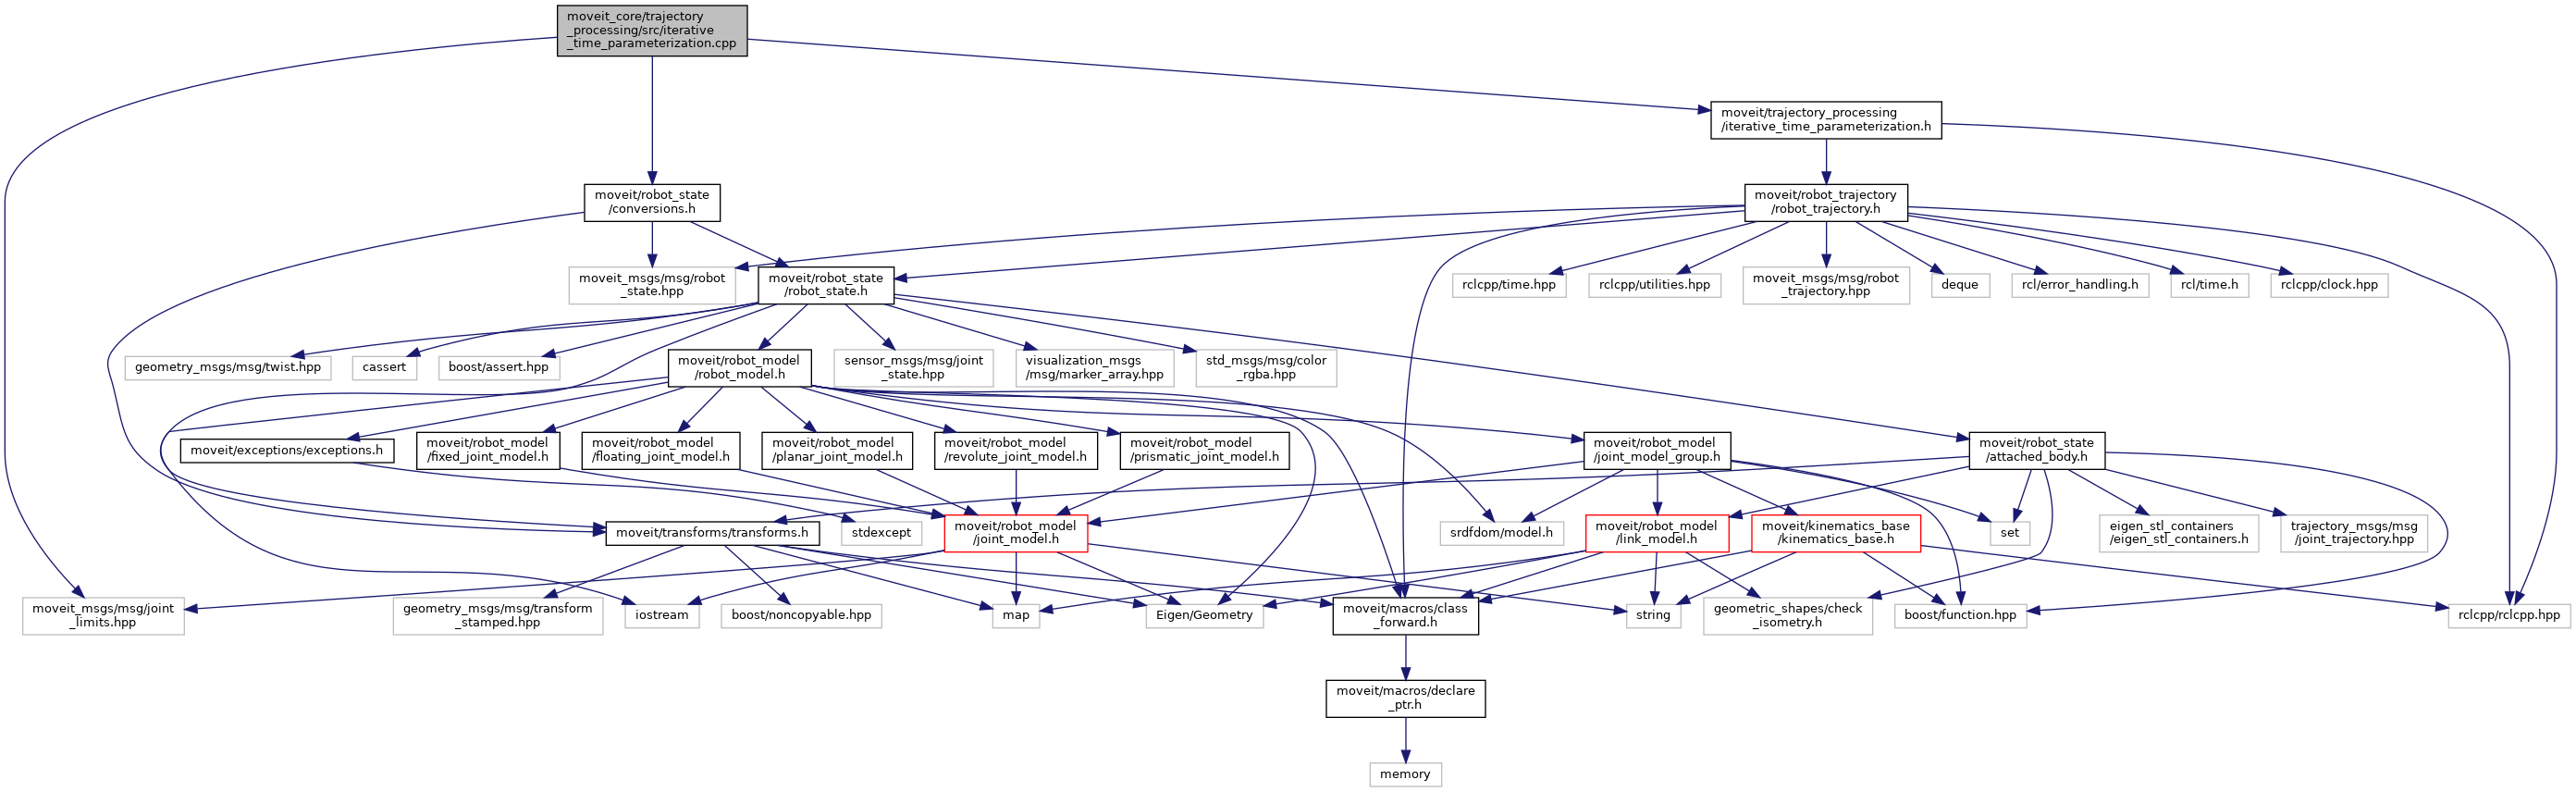 moveit_core/trajectory
_processing/src/iterative
_time_parameterization.cpp
moveit/trajectory_processing
/iterative_time_parameterization.h
moveit/robot_state
/conversions.h
moveit/robot_trajectory
/robot_trajectory.h
moveit_msgs/msg/robot
_state.hpp
moveit/robot_state
/robot_state.h
rclcpp/time.hpp
rclcpp/utilities.hpp
moveit_msgs/msg/robot
_trajectory.hpp
deque
rcl/error_handling.h
rcl/time.h
rclcpp/clock.hpp
geometry_msgs/msg/twist.hpp
cassert
boost/assert.hpp
moveit/robot_model
/robot_model.h
sensor_msgs/msg/joint
_state.hpp
visualization_msgs
/msg/marker_array.hpp
std_msgs/msg/color
_rgba.hpp
moveit/exceptions/exceptions.h
moveit/robot_model
/fixed_joint_model.h
moveit/robot_model
/floating_joint_model.h
moveit/robot_model
/planar_joint_model.h
moveit/robot_model
/revolute_joint_model.h
moveit/robot_model
/prismatic_joint_model.h
moveit/robot_model
/joint_model_group.h
moveit/robot_state
/attached_body.h
moveit/transforms/transforms.h
stdexcept
moveit/robot_model
/joint_model.h
srdfdom/model.h
moveit/robot_model
/link_model.h
moveit/kinematics_base
/kinematics_base.h
set
eigen_stl_containers
/eigen_stl_containers.h
trajectory_msgs/msg
/joint_trajectory.hpp
moveit_msgs/msg/joint
_limits.hpp
geometry_msgs/msg/transform
_stamped.hpp
iostream
boost/noncopyable.hpp
map
Eigen/Geometry
moveit/macros/class
_forward.h
string
geometric_shapes/check
_isometry.h
boost/function.hpp
rclcpp/rclcpp.hpp
moveit/macros/declare
_ptr.h
memory